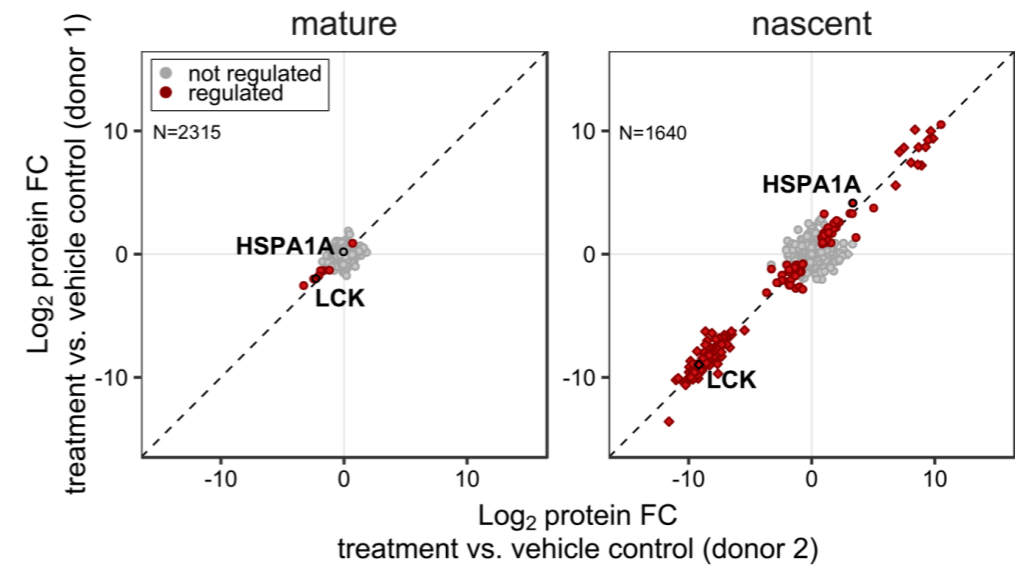 mature
nascent
Log2 protein FC
treatment vs. vehicle control (donor 1)
not regulated
regulated
N=2315
HSPA1A
LCK
10
0
-10
-10
0
10
N=1640
HSPA1A
LCK
10
0
-10
-10
0
10
Log2 protein FC
treatment vs. vehicle control (donor 2)